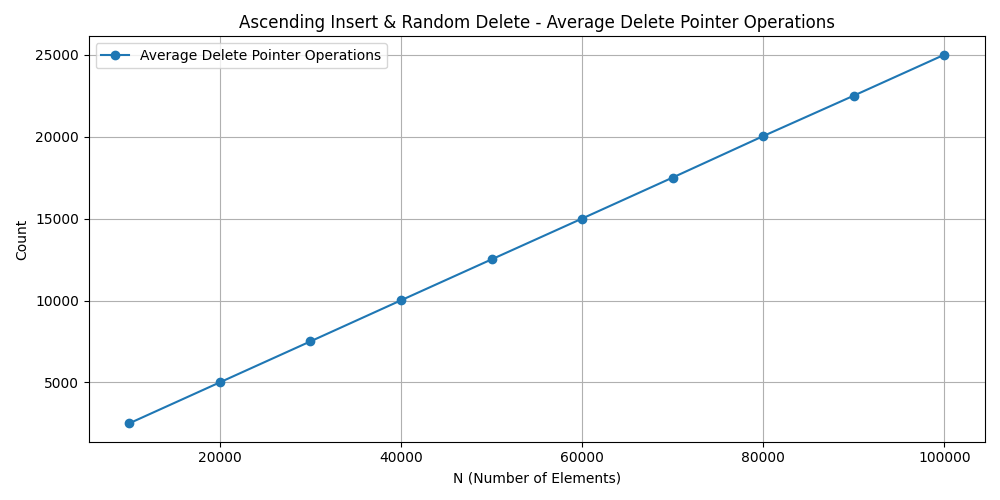 Ascending Insert & Random Delete - Average Delete Pointer Operations
Average Delete Pointer Operations
25000
20000
15000
10000
5000
Count
20000 40000 60000 80000 100000
N (Number of Elements)